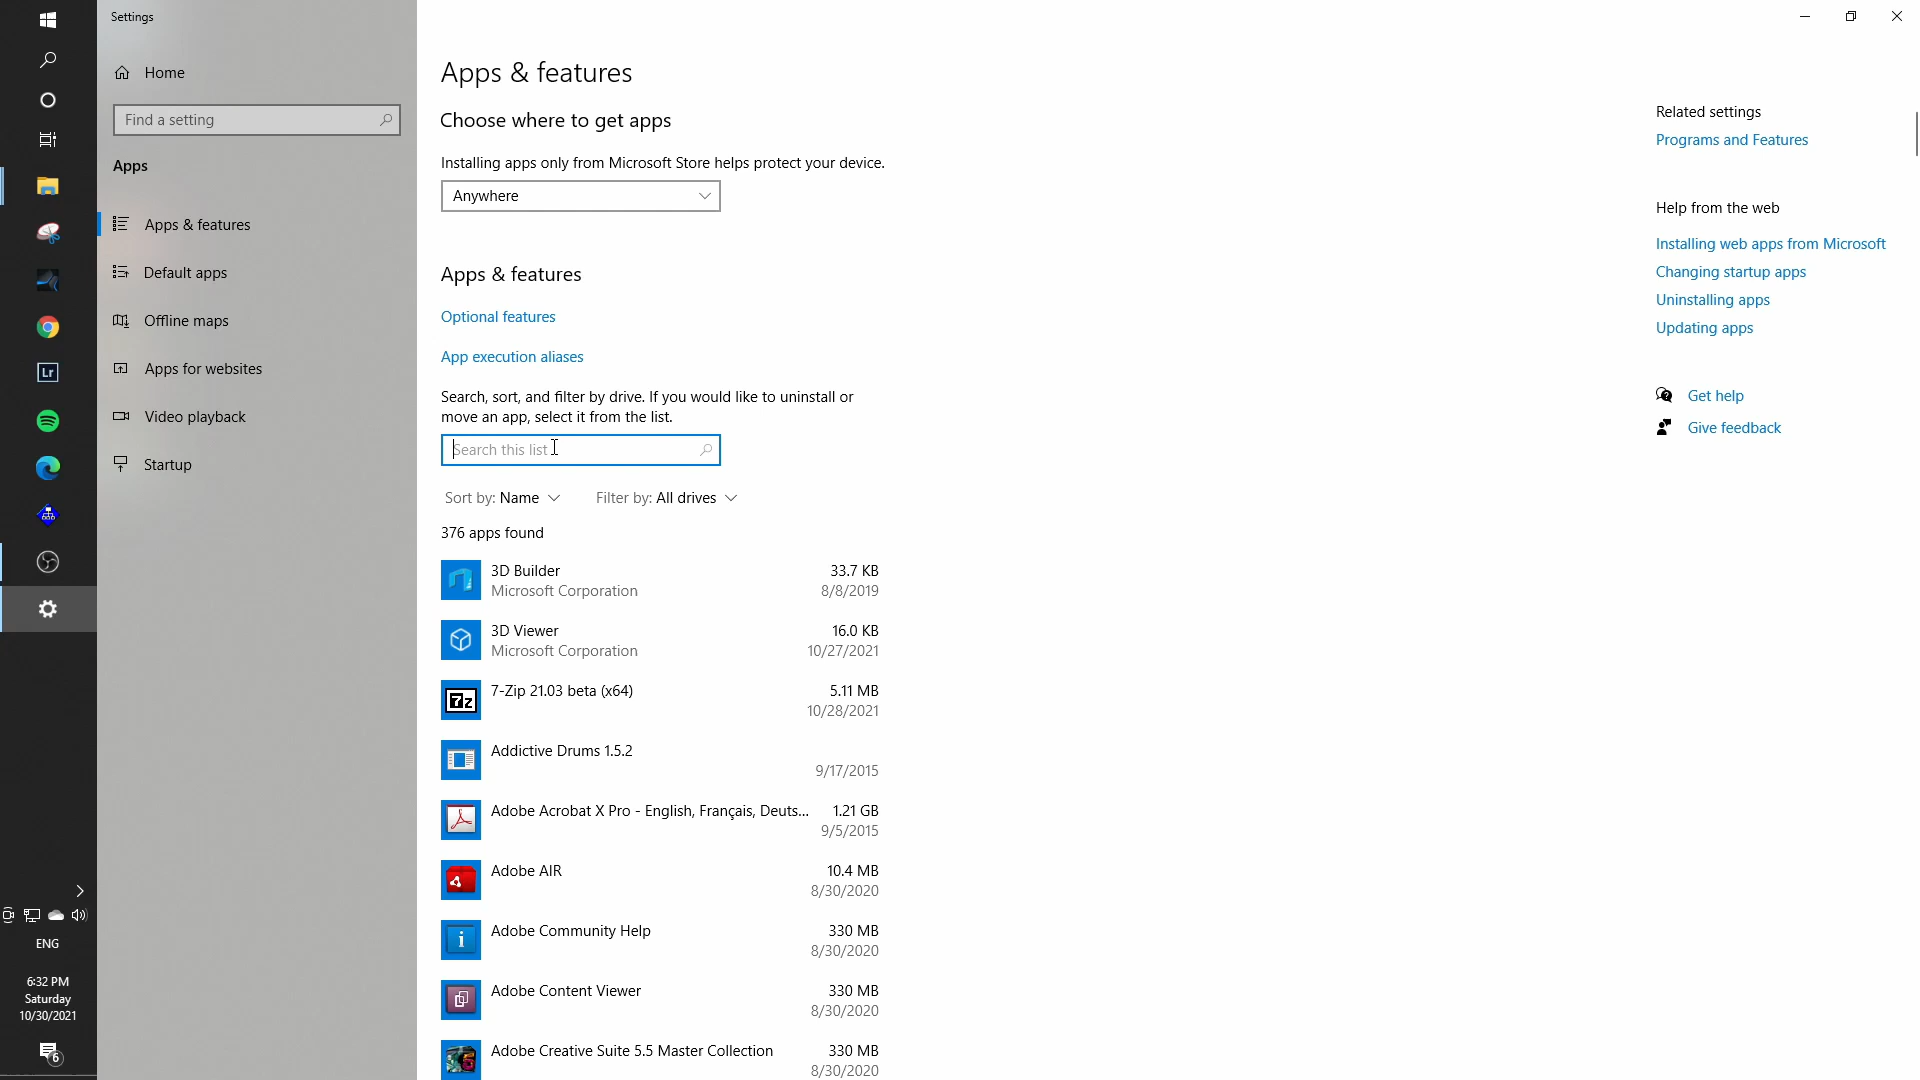 Settings
Home
Find a setting
Apps
Apps & features
Default apps
Offline maps
Apps for websites
Video playback
Startup
Lr
ENG
6:32 PM
Saturday
10/30/2021
6
Apps & features
Choose where to get apps
Installing apps only from Microsoft Store helps protect your device.
Anywhere
Apps & features
Optional features
App execution aliases
Search, sort, and filter by drive. If you would like to uninstall or
move an app, select it from the list.
Search this list
Sort by: Name Filter by: All drives
376 apps found
3D Builder 33.7 KB
Microsoft Corporation 8/8/2019
3D Viewer 16.0 KB
Microsoft Corporation 10/27/2021
7z
7-Zip 21.03 beta (x64) 5.11 MB
10/28/2021
Addictive Drums 1.5.2
9/17/2015
Adobe Acrobat X Pro - English, Français, Deuts... 1.21 GB
9/5/2015
Adobe AIR 10.4 MB
8/30/2020
Adobe Community Help 330 MB
8/30/2020
Adobe Content Viewer 330 MB
8/30/2020
Adobe Creative Suite 5.5 Master Collection 330 MB
8/30/2020
Related settings
Programs and Features
Help from the web
Installing web apps from Microsoft
Changing startup apps
Uninstalling apps
Updating apps
Get help
Give feedback